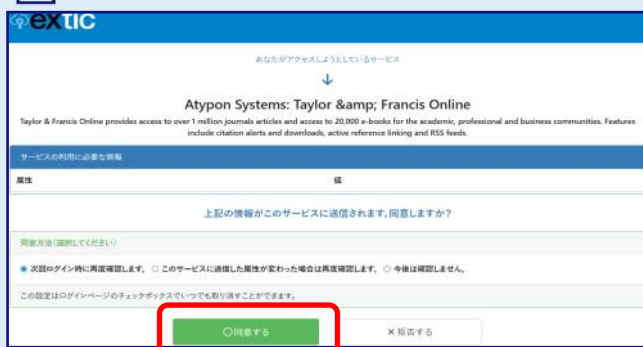 extic
あなたがアクセスしようとしているサービス
Atypon Systems: Taylor &amp; Francis Online
Taylor & Francis Online provides access to over 1 million journals articles and access to 20,000 e-books for the academic, professional and business communities. Features
include citation alerts and downloads, active reference linking and RSS feeds.
サービスの利用に必要な情報
属性 値
上記の情報がこのサービスに送信されます。同意しますか?
同意方法(選択してください)
次回ログイン時に再度確認します。 このサービスに送信した属性が変わった場合は再度確認します。 今後は確認しません。
この設定はログインページのチェックボックスでいつでも取り消すことができます。
○同意する ×拒否する